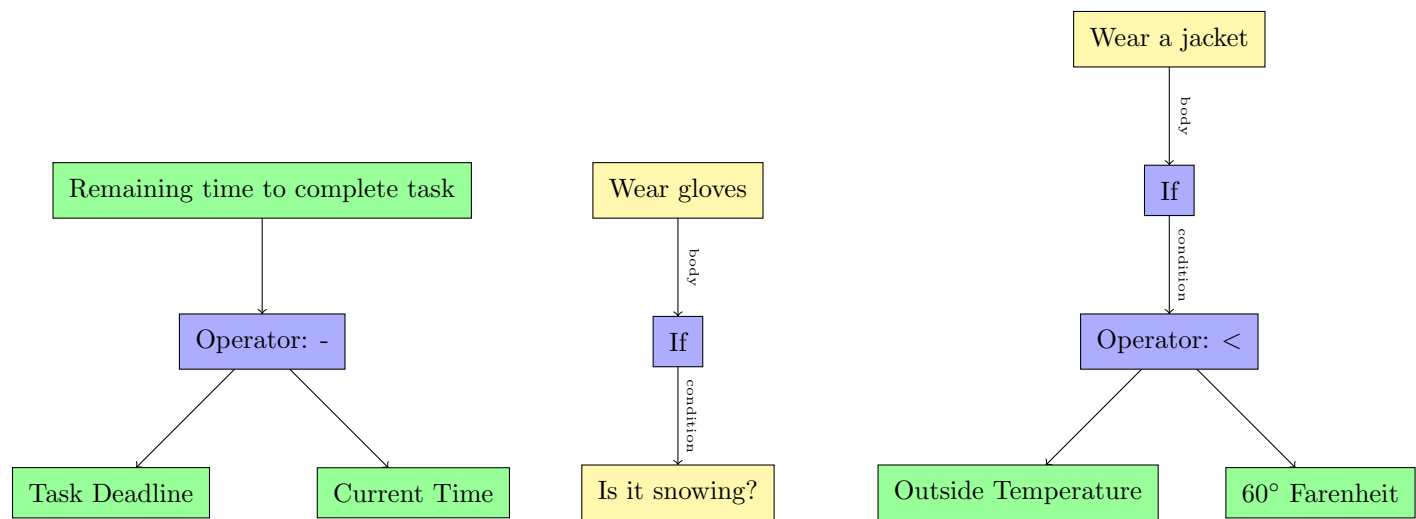 Wear a jacket
body
Remaining time to complete task
Wear gloves
If
body
condition
Operator: -
If
Operator: <
condition
Task Deadline
Current Time
Is it snowing?
Outside Temperature
60° Farenheit